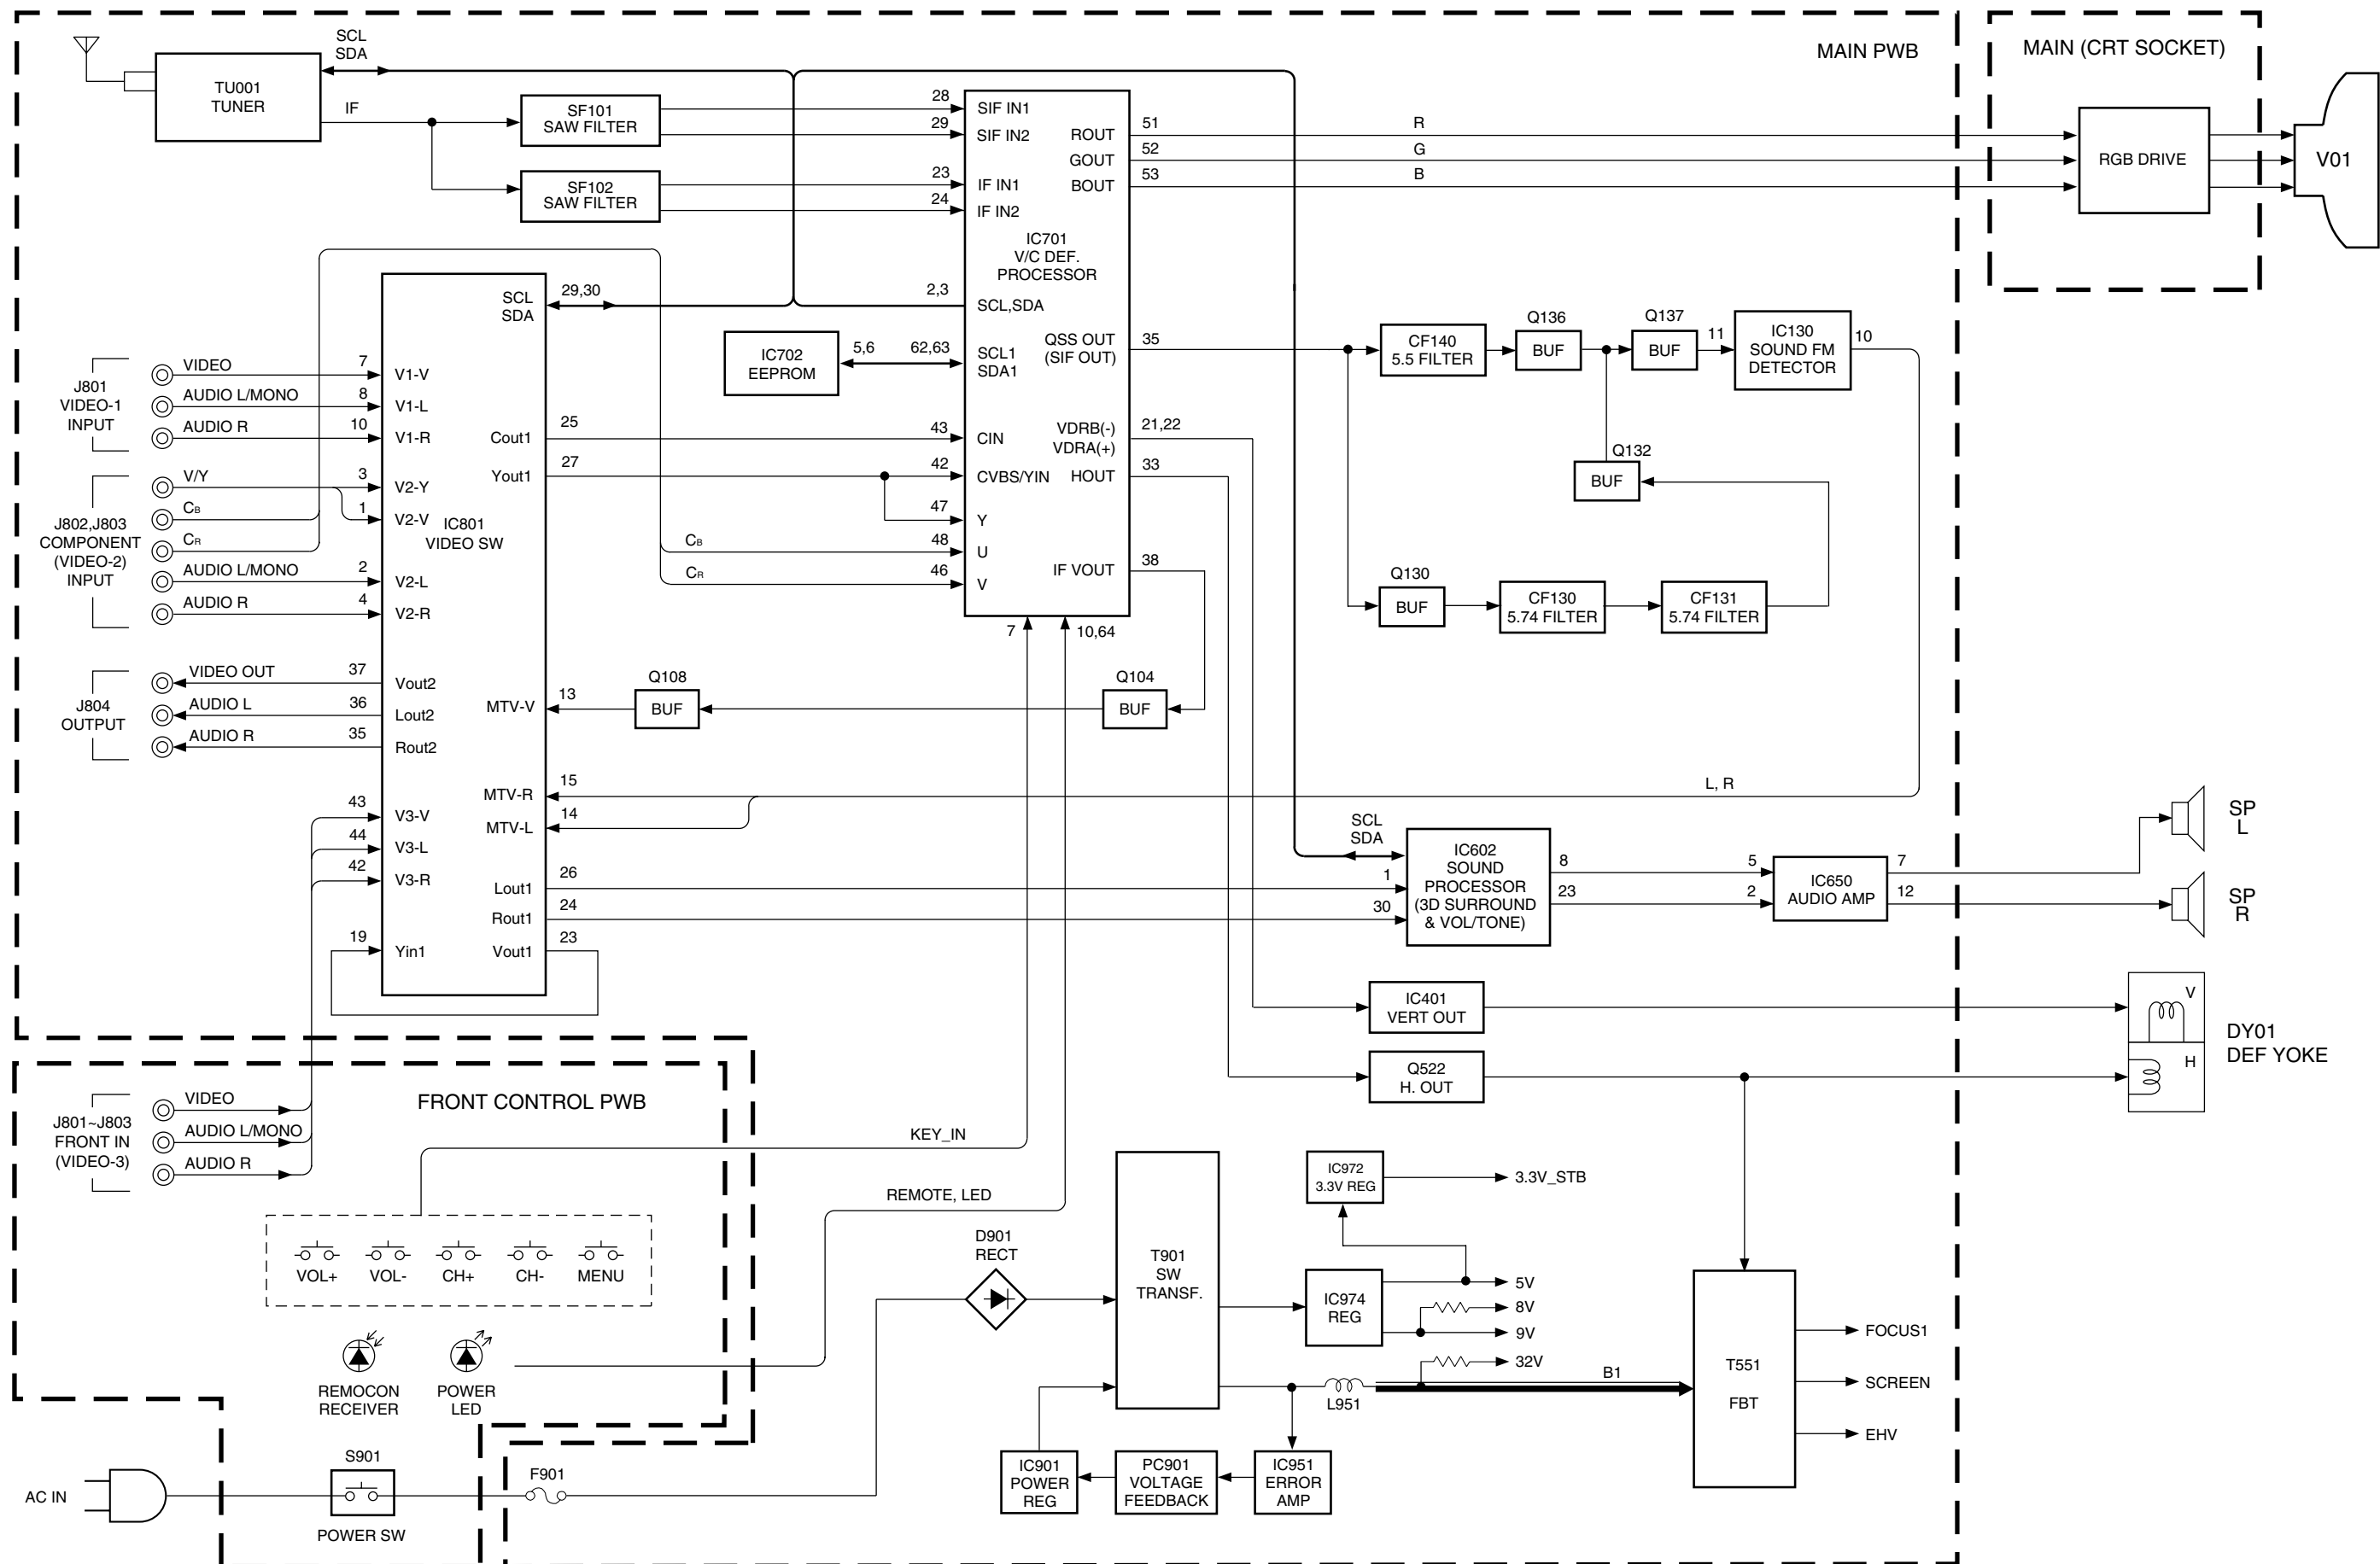 MAIN PWB
MAIN (CRT SOCKET)
SCL
SDA
TU001
TUNER
IF
SF101
SAW FILTER
SF102
SAW FILTER
28
29
23
24
SIF IN1
SIF IN2
IF IN1
IF IN2
ROUT
GOUT
BOUT
51
52
53
R
G
B
RGB DRIVE
V01
IC701
V/C DEF.
PROCESSOR
2,3
SCL,SDA
SCL
SDA
29,30
IC702
EEPROM
5,6
62,63
SCL1
SDA1
QSS OUT
(SIF OUT)
35
CF140
5.5 FILTER
Q136
BUF
Q137
BUF
11
IC130
SOUND FM
DETECTOR
10
Q132
BUF
Q130
BUF
CF130
5.74 FILTER
CF131
5.74 FILTER
J801
VIDEO-1
INPUT
VIDEO
7
V1-V
AUDIO L/MONO
8
V1-L
AUDIO R
10
V1-R
J802,J803
COMPONENT
(VIDEO-2)
INPUT
V/Y
3
V2-Y
CB
1
V2-V
CR
AUDIO L/MONO
2
V2-L
AUDIO R
4
V2-R
IC801
VIDEO SW
Cout1
25
43
CIN
Yout1
27
42
CVBS/YIN
47
Y
CB
48
U
CR
46
V
VDRB(-)
VDRA(+)
21,22
HOUT
33
IF VOUT
38
7
10,64
J804
OUTPUT
VIDEO OUT
37
Vout2
AUDIO L
36
Lout2
AUDIO R
35
Rout2
MTV-V
13
Q108
BUF
Q104
BUF
MTV-R
15
MTV-L
14
L, R
43
V3-V
44
V3-L
42
V3-R
Lout1
26
Rout1
24
19
Yin1
Vout1
23
SCL
SDA
1
30
IC602
SOUND
PROCESSOR
(3D SURROUND
& VOL/TONE)
8
23
5
2
IC650
AUDIO AMP
7
12
SP
L
SP
R
IC401
VERT OUT
Q522
H. OUT
V
H
DY01
DEF YOKE
FRONT CONTROL PWB
J801~J803
FRONT IN
(VIDEO-3)
VIDEO
AUDIO L/MONO
AUDIO R
KEY_IN
REMOTE, LED
VOL+
VOL-
CH+
CH-
MENU
REMOCON
RECEIVER
POWER
LED
AC IN
S901
POWER SW
F901
D901
RECT
T901
SW
TRANSF.
IC972
3.3V REG
3.3V_STB
IC974
REG
5V
8V
9V
32V
L951
B1
T551
FBT
FOCUS1
SCREEN
EHV
IC901
POWER
REG
PC901
VOLTAGE
FEEDBACK
IC951
ERROR
AMP